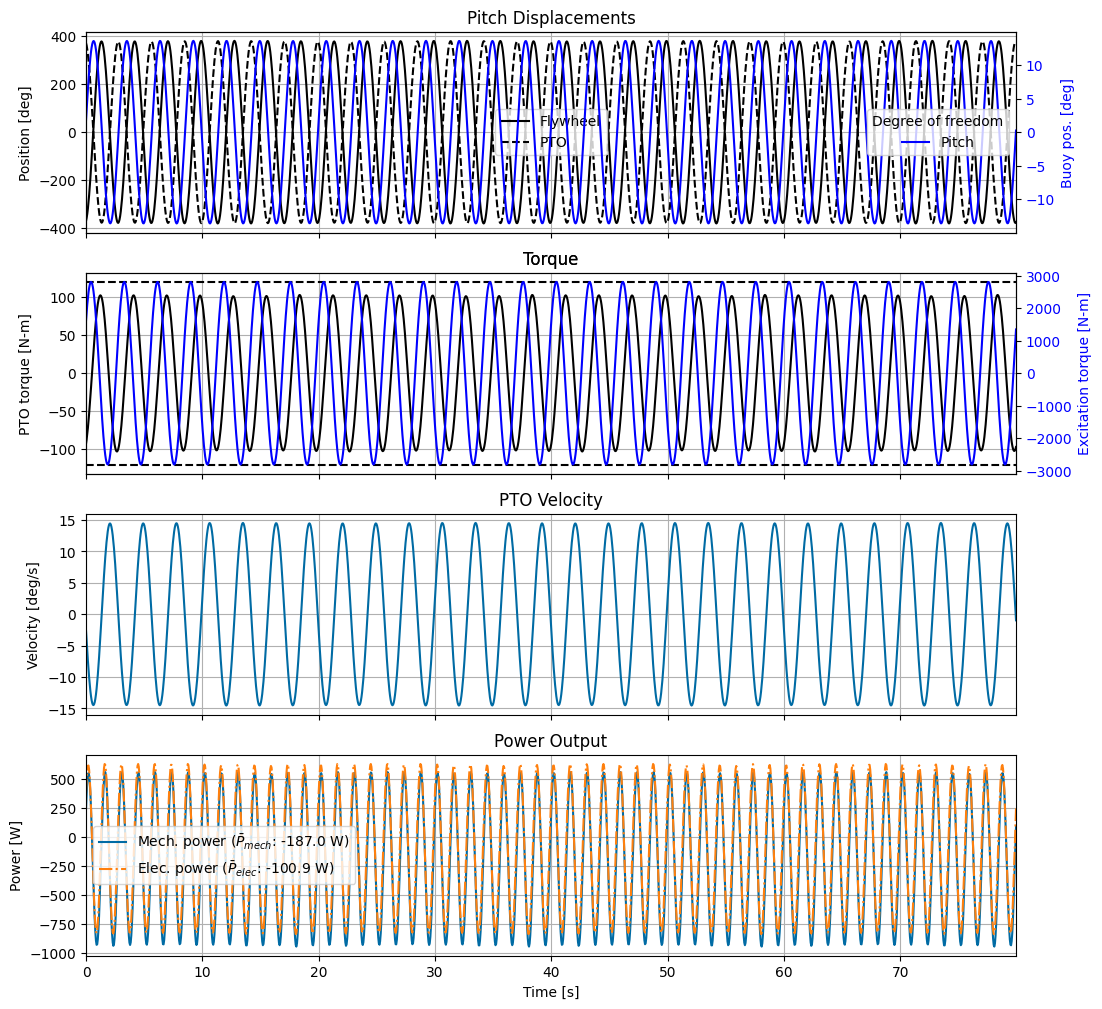 Pitch Displacements
Position [deg]
400
200
0
−200
−400
Flywheel
PTO
Degree of freedom
Pitch
10
5
0
−5
−10
Buoy pos. [deg]
Torque
PTO torque [N-m]
100
50
0
−50
−100
3000
2000
1000
0
−1000
−2000
−3000
Excitation torque [N-m]
PTO Velocity
Velocity [deg/s]
15
10
5
0
−5
−10
−15
Power Output
Power [W]
500
250
0
−250
−500
−750
−1000
Mech. power (P̄mech: -187.0 W)
Elec. power (P̄elec: -100.9 W)
0 10 20 30 40 50 60 70
Time [s]